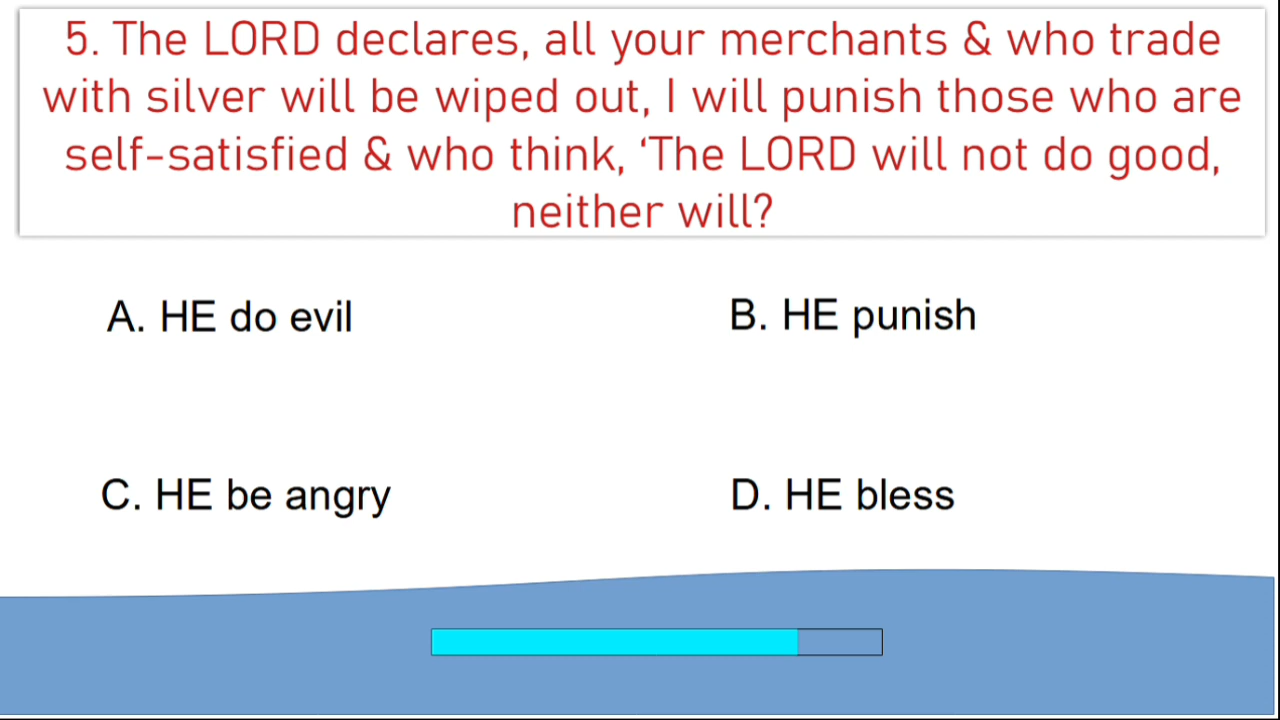 5. The LORD declares, all your merchants & who trade
with silver will be wiped out, I will punish those who are
self-satisfied & who think, ‘The LORD will not do good,
neither will?
A. HE do evil
B. HE punish
C. HE be angry
D. HE bless